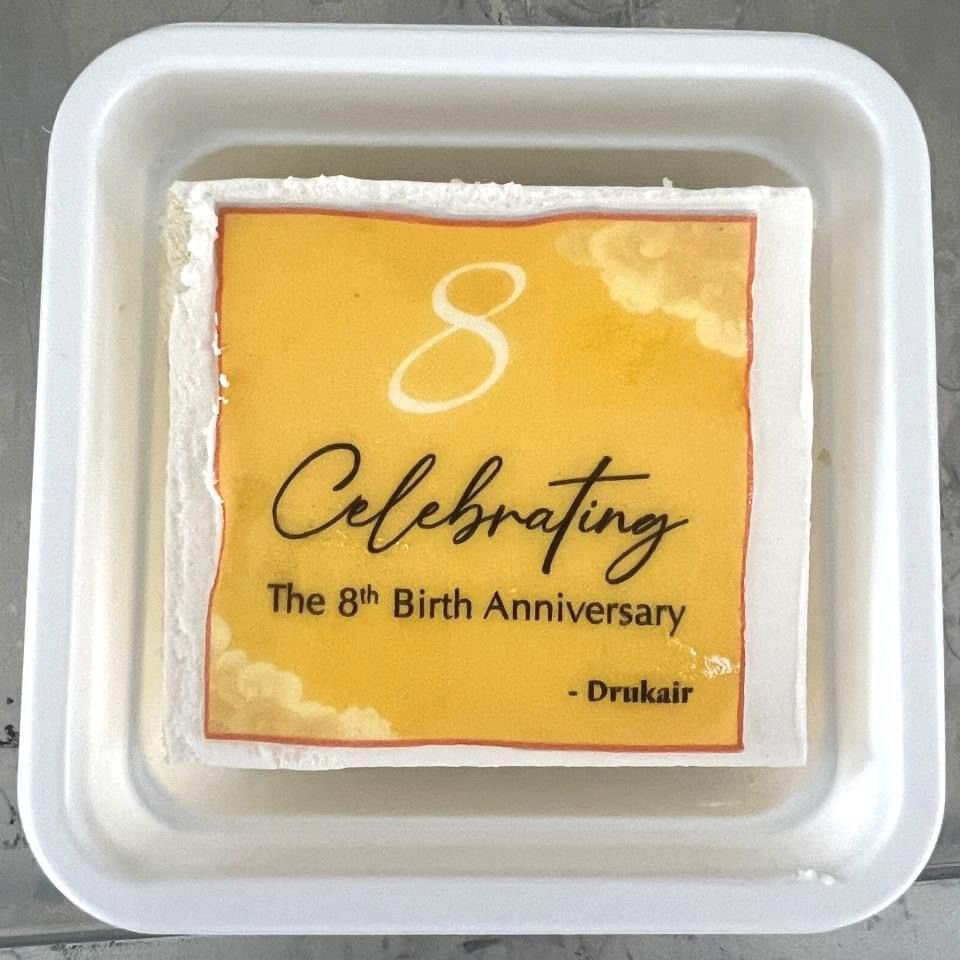 8
Celebrating
The 8th Birth Anniversary
- Drukair